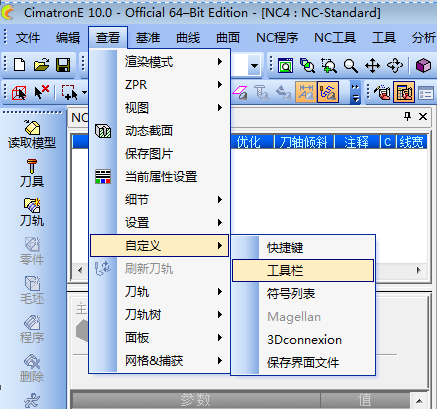 CimatronE 10.0 - Official 64-Bit Edition - [NC4 : NC-Standard]
文件 编辑 查看 基准 曲线 曲面 NC程序 NC工具 工具 分析
渲染模式
ZPR
视图
动态截面
保存图片
当前属性设置
细节
设置
自定义
刷新刀轨
刀轨
刀轨树
面板
网格&捕获
快捷键
工具栏
符号列表
Magellan
3Dconnexion
保存界面文件
读取模型
刀具
刀轨
零件
毛坯
程序
删除
NC
优化 刀轴倾斜 注释 C 线宽
主
参数 值